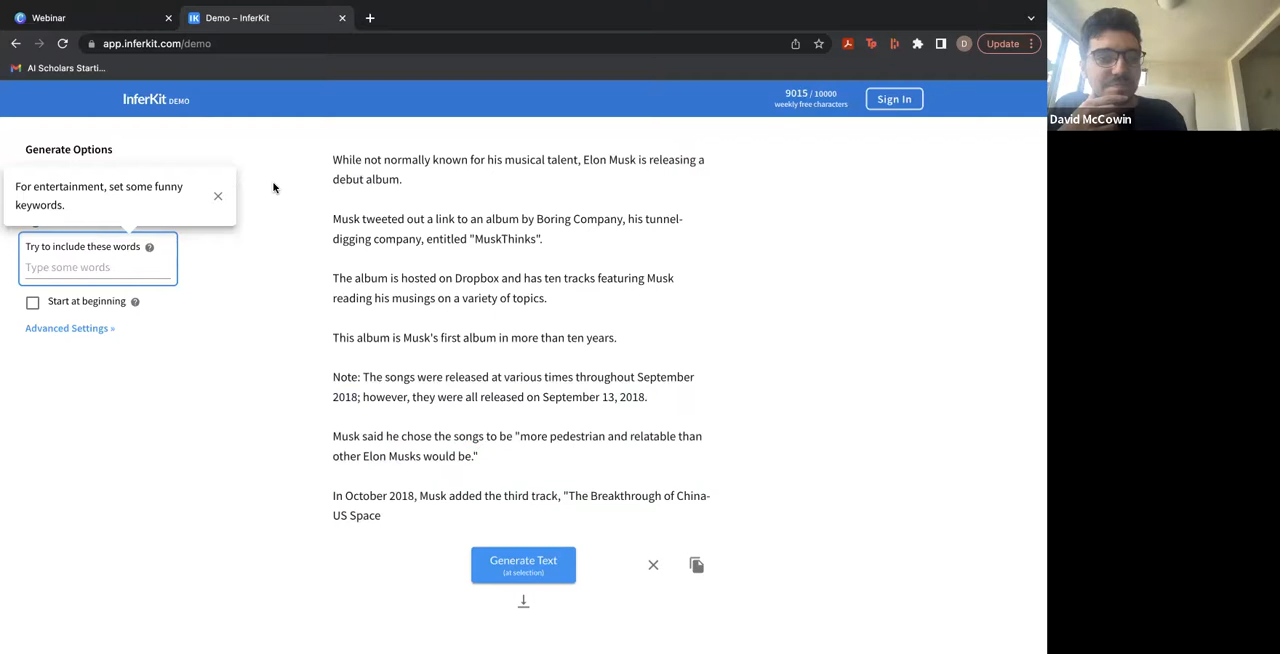 Webinar
IK Demo – InferKit
app.inferkit.com/demo
Tp
D
Update
AI Scholars Starti...
InferKit DEMO
9015 / 10000
weekly free characters
Sign In
David McCowin
Generate Options
For entertainment, set some funny
keywords.
Try to include these words
Type some words
Start at beginning
Advanced Settings »
While not normally known for his musical talent, Elon Musk is releasing a
debut album.
Musk tweeted out a link to an album by Boring Company, his tunnel-
digging company, entitled "MuskThinks".
The album is hosted on Dropbox and has ten tracks featuring Musk
reading his musings on a variety of topics.
This album is Musk's first album in more than ten years.
Note: The songs were released at various times throughout September
2018; however, they were all released on September 13, 2018.
Musk said he chose the songs to be "more pedestrian and relatable than
other Elon Musks would be."
In October 2018, Musk added the third track, "The Breakthrough of China-
US Space
Generate Text
(at selection)